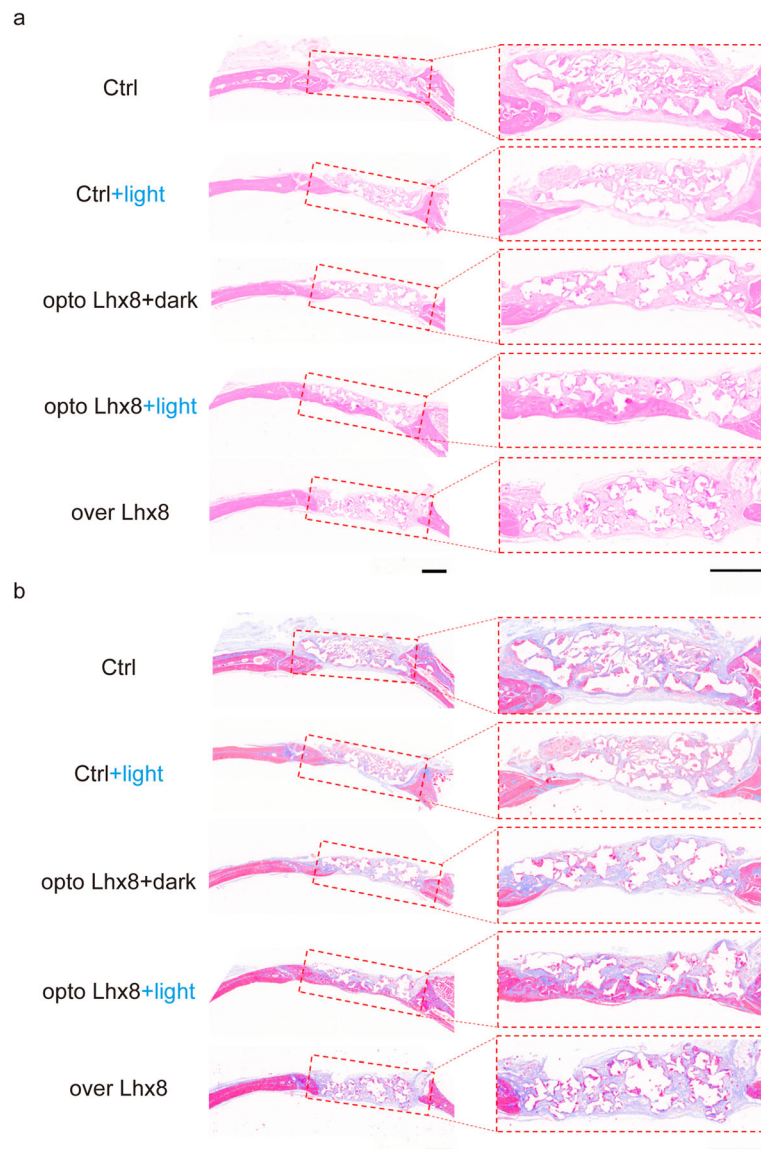 a
Ctrl
Ctrl+light
opto Lhx8+dark
opto Lhx8+light
over Lhx8
b
Ctrl
Ctrl+light
opto Lhx8+dark
opto Lhx8+light
over Lhx8